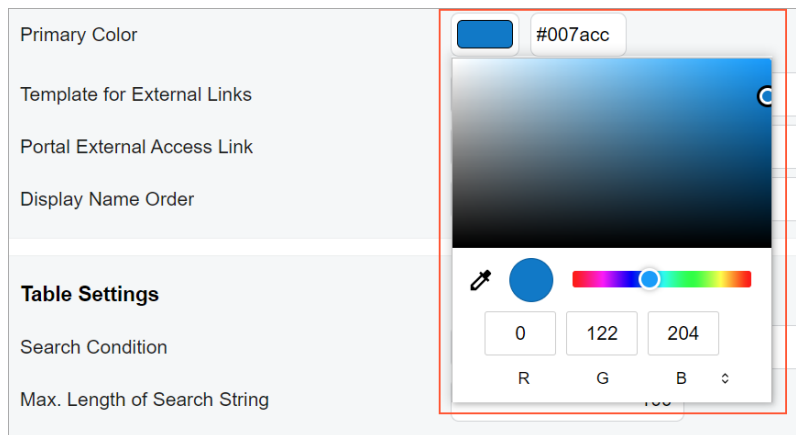 Primary Color #007acc
Template for External Links
Portal External Access Link
Display Name Order
Table Settings
Search Condition
0 122 204
R G B
Max. Length of Search String